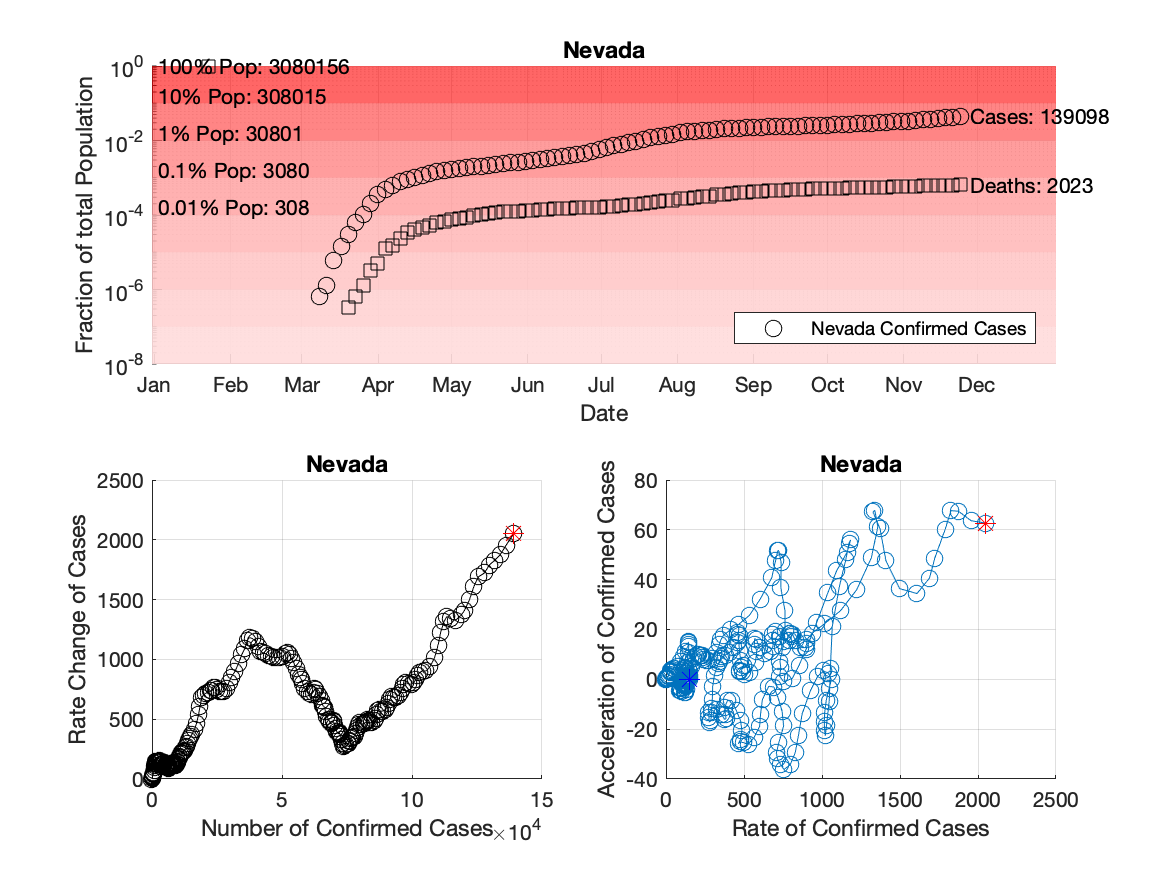 Nevada
10^0
10^-2
10^-4
10^-6
10^-8
Fraction of total Population
100% Pop: 3080156
10% Pop: 308015
1% Pop: 30801
0.1% Pop: 3080
0.01% Pop: 308
Cases: 139098
Deaths: 2023
Nevada Confirmed Cases
Jan Feb Mar Apr May Jun Jul Aug Sep Oct Nov Dec
Date
Nevada
2500
2000
1500
1000
500
0
Rate Change of Cases
0 5 10 15
Number of Confirmed Cases ×10^4
Nevada
80
60
40
20
0
-20
-40
Acceleration of Confirmed Cases
0 500 1000 1500 2000 2500
Rate of Confirmed Cases